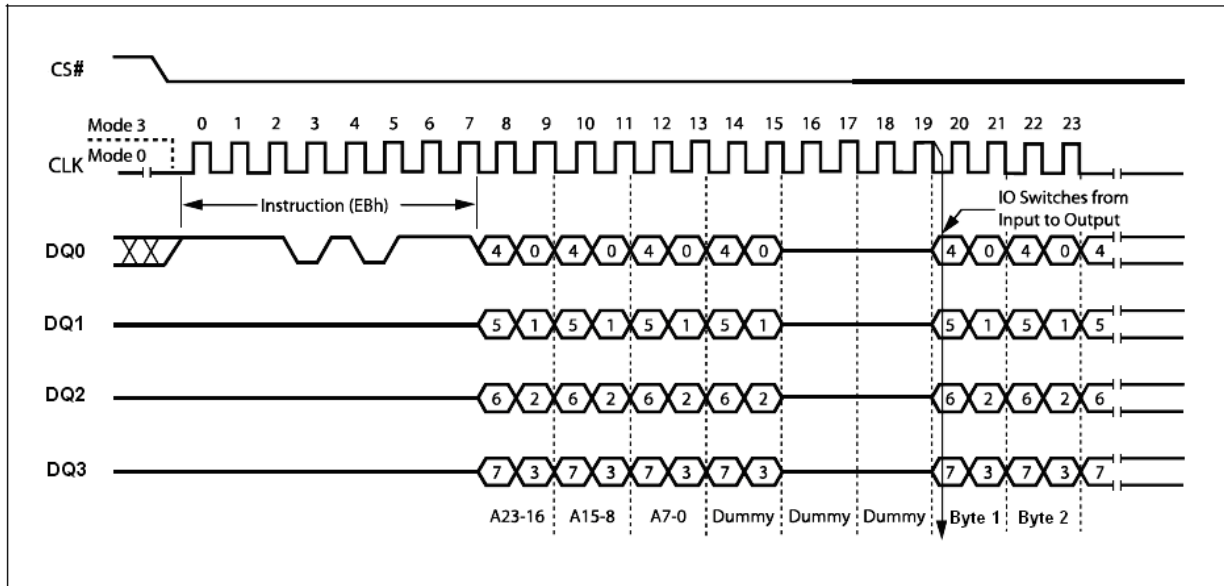 CS#
Mode 3
0 1 2 3 4 5 6 7 8 9 10 11 12 13 14 15 16 17 18 19 20 21 22 23
Mode 0
CLK
Instruction (EBh)
IO Switches from
Input to Output
DQ0 4 0 4 0 4 0 4 0 4 0 4 0 4
DQ1 5 1 5 1 5 1 5 1 5 1 5 1 5
DQ2 6 2 6 2 6 2 6 2 6 2 6 2 6
DQ3 7 3 7 3 7 3 7 3 7 3 7 3 7
A23-16 A15-8 A7-0 Dummy Dummy Dummy Byte 1 Byte 2